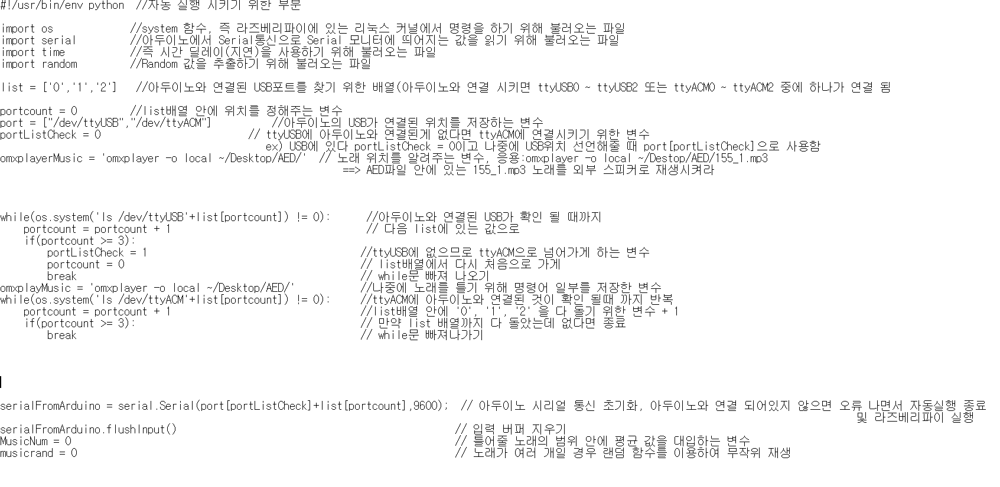 #!/usr/bin/env python  //자동 실행 시키기 위한 부분
import os  //system 함수, 즉 라즈베리파이에 있는 리눅스 커널에서 명령을 하기 위해 불러오는 파일
import serial  //아두이노에서 Serial통신으로 Serial 모니터에 띄어지는 값을 읽기 위해 불러오는 파일
import time  //즉 시간 딜레이(지연)을 사용하기 위해 불러오는 파일
import random  //Random 값을 추출하기 위해 불러오는 파일
list = ['0','1','2']  //아두이노와 연결된 USB포트를 찾기 위한 배열(아두이노와 연결 시키면 ttyUSB0 ~ ttyUSB2 또는 ttyACM0 ~ ttyACM2 중에 하나가 연결 됨
portcount = 0  //list배열 안에 위치를 정해주는 변수
port = ["/dev/ttyUSB","/dev/ttyACM"]  //아두이노의 USB가 연결된 위치를 저장하는 변수
portListCheck = 0  // ttyUSB에 아두이노와 연결된게 없다면 ttyACM에 연결시키기 위한 변수
ex) USB에 있다 portListCheck = 0이고 나중에 USB위치 선언해줄 때 port[portListCheck]으로 사용함
omxplayerMusic = 'omxplayer -o local ~/Desktop/AED/'  // 노래 위치를 알려주는 변수, 응용:omxplayer -o local ~/Destop/AED/155_1.mp3
==> AED파일 안에 있는 155_1.mp3 노래를 외부 스피커로 재생시켜라
while(os.system('ls /dev/ttyUSB'+list[portcount]) != 0):  //아두이노와 연결된 USB가 확인 될 때까지
    portcount = portcount + 1  // 다음 list에 있는 값으로
    if(portcount >= 3):
        portListCheck = 1  //ttyUSB에 없으므로 ttyACM으로 넘어가게 하는 변수
        portcount = 0  // list배열에서 다시 처음으로 가게
        break  // while문 빠져 나오기
omxplayMusic = 'omxplayer -o local ~/Desktop/AED/'  //나중에 노래를 틀기 위해 명령어 일부를 저장한 변수
while(os.system('ls /dev/ttyACM'+list[portcount]) != 0):  //ttyACM에 아두이노와 연결된 것이 확인 될때 까지 반복
    portcount = portcount + 1  //list배열 안에 '0', '1', '2' 을 다 돌기 위한 변수 + 1
    if(portcount >= 3):  // 만약 list 배열까지 다 돌았는데 없다면 종료
        break  // while문 빠져나가기
serialFromArduino = serial.Serial(port[portListCheck]+list[portcount],9600);  // 아두이노 시리얼 통신 초기화, 아두이노와 연결 되어있지 않으면 오류 나면서 자동실행 종료
및 라즈베리파이 실행
serialFromArduino.flushInput()  // 입력 버퍼 지우기
MusicNum = 0  // 틀어줄 노래의 범위 안에 평균 값을 대입하는 변수
musicrand = 0  // 노래가 여러 개일 경우 랜덤 함수를 이용하여 무작위 재생